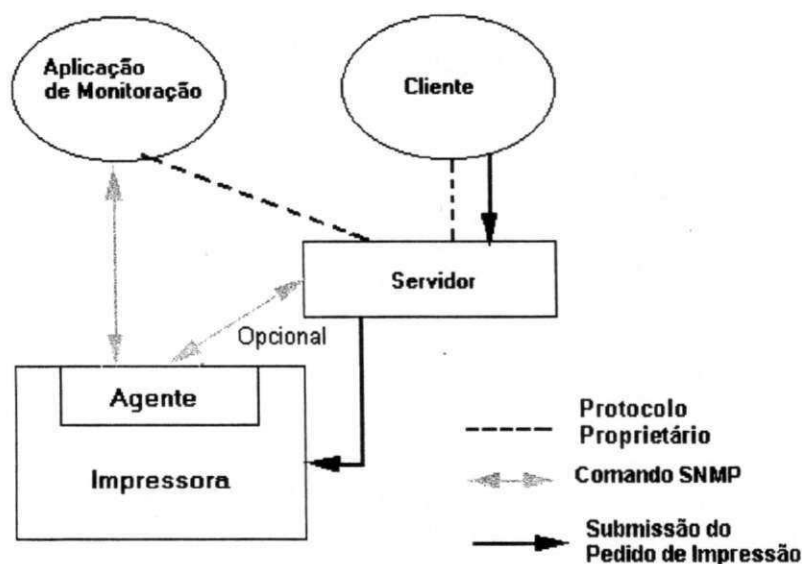 Aplicação
de Monitoração
Cliente
Servidor
Opcional
Agente
Impressora
Protocolo
Proprietário
Comando SNMP
Submissão do
Pedido de Impressão